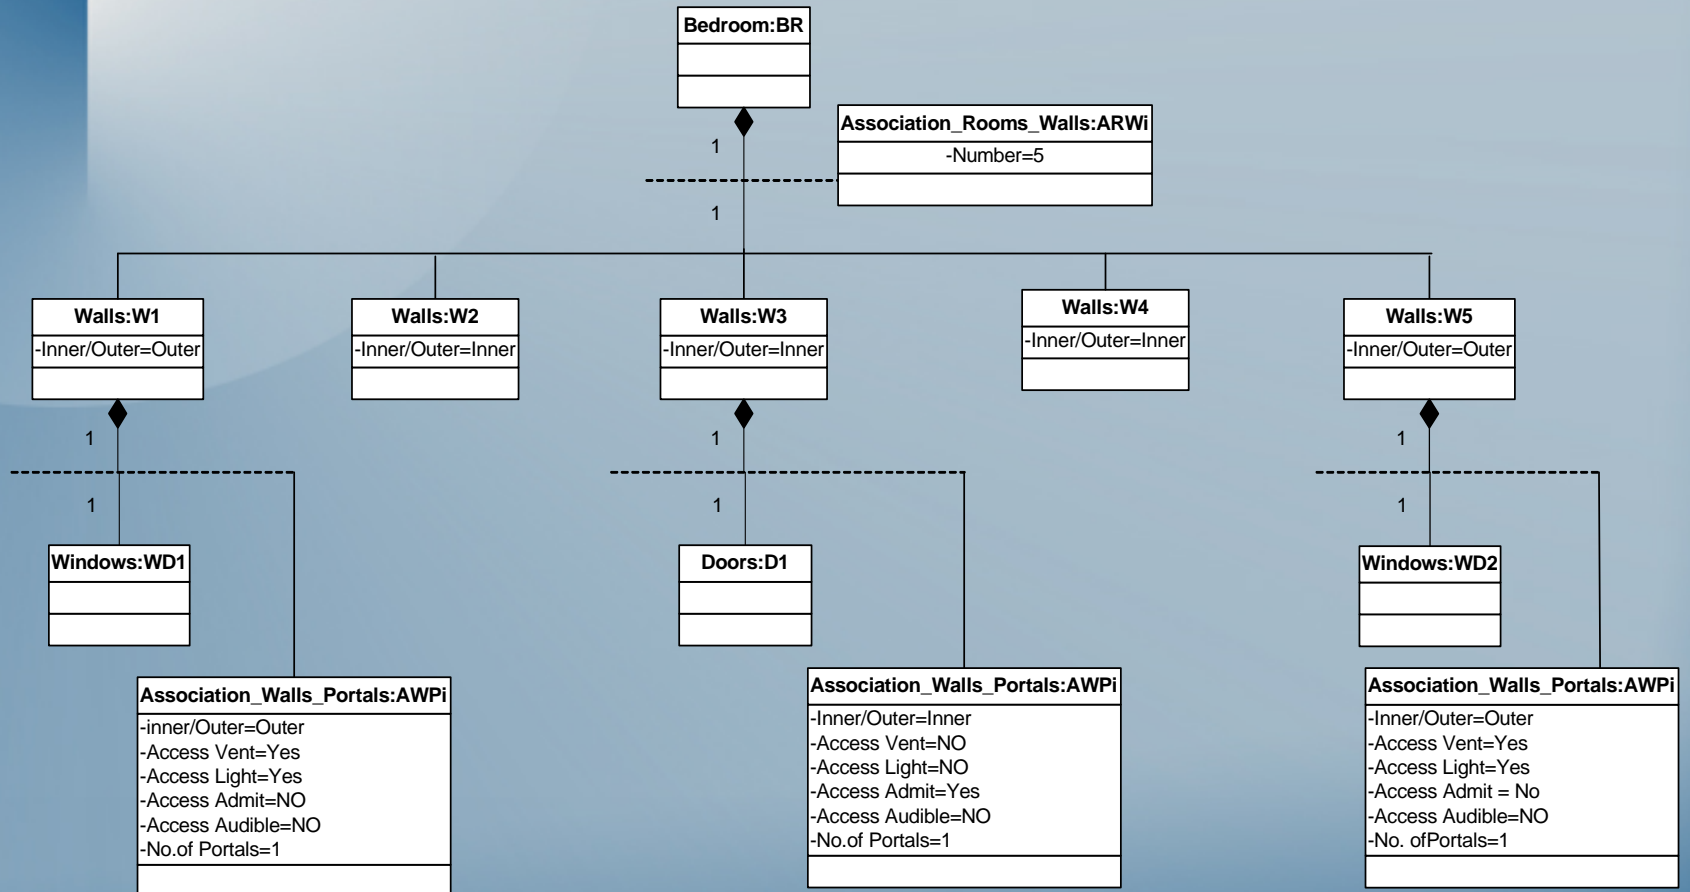 Bedroom:BR
Association_Rooms_Walls:ARWi
-Number=5
1
1
Walls:W1
-Inner/Outer=Outer
Walls:W2
-Inner/Outer=Inner
Walls:W3
-Inner/Outer=Inner
Walls:W4
-Inner/Outer=Inner
Walls:W5
-Inner/Outer=Outer
1
1
1
1
1
1
Windows:WD1
Doors:D1
Windows:WD2
Association_Walls_Portals:AWPi
-inner/Outer=Outer
-Access Vent=Yes
-Access Light=Yes
-Access Admit=NO
-Access Audible=NO
-No.of Portals=1
Association_Walls_Portals:AWPi
-Inner/Outer=Inner
-Access Vent=NO
-Access Light=NO
-Access Admit=Yes
-Access Audible=NO
-No.of Portals=1
Association_Walls_Portals:AWPi
-Inner/Outer=Outer
-Access Vent=Yes
-Access Light=Yes
-Access Admit = No
-Access Audible=NO
-No. ofPortals=1